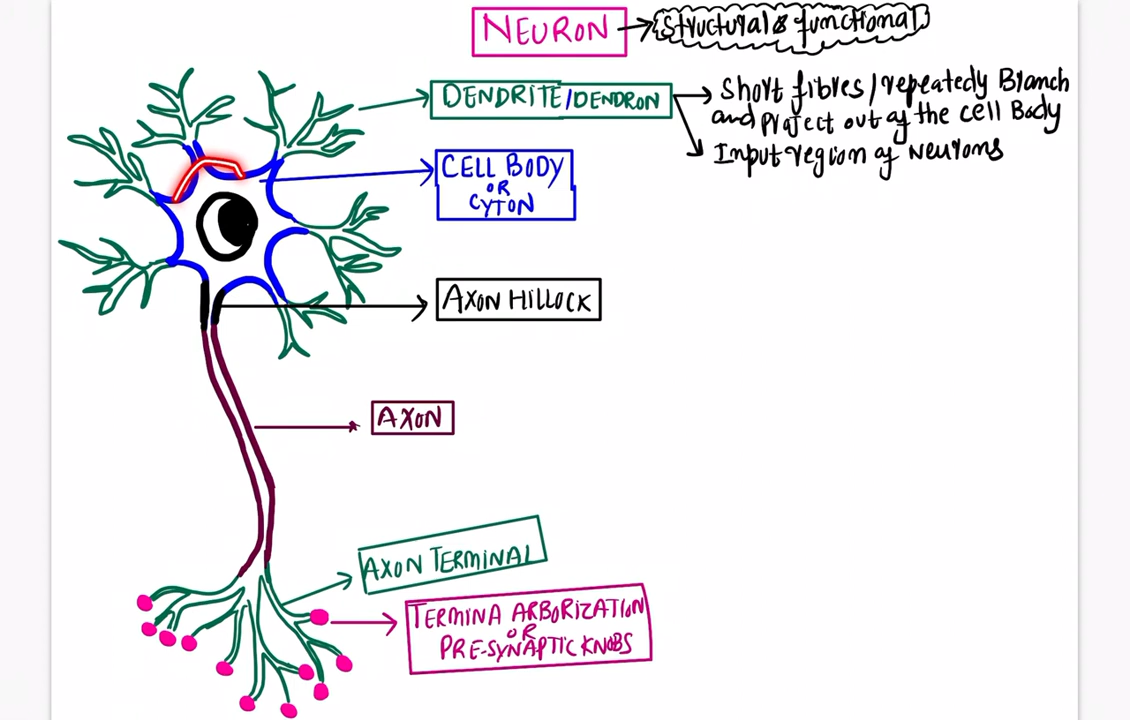 NEURON
Structural & functional
DENDRITE/DENDRON
Short fibres/repeatedly Branch
and Project out of the cell Body
Input region of Neurons
CELL BODY
OR
CYTON
AXON HILLOCK
AXON
AXON TERMINAL
TERMINA ARBORIZATION
OR
PRE-SYNAPTIC KNOBS